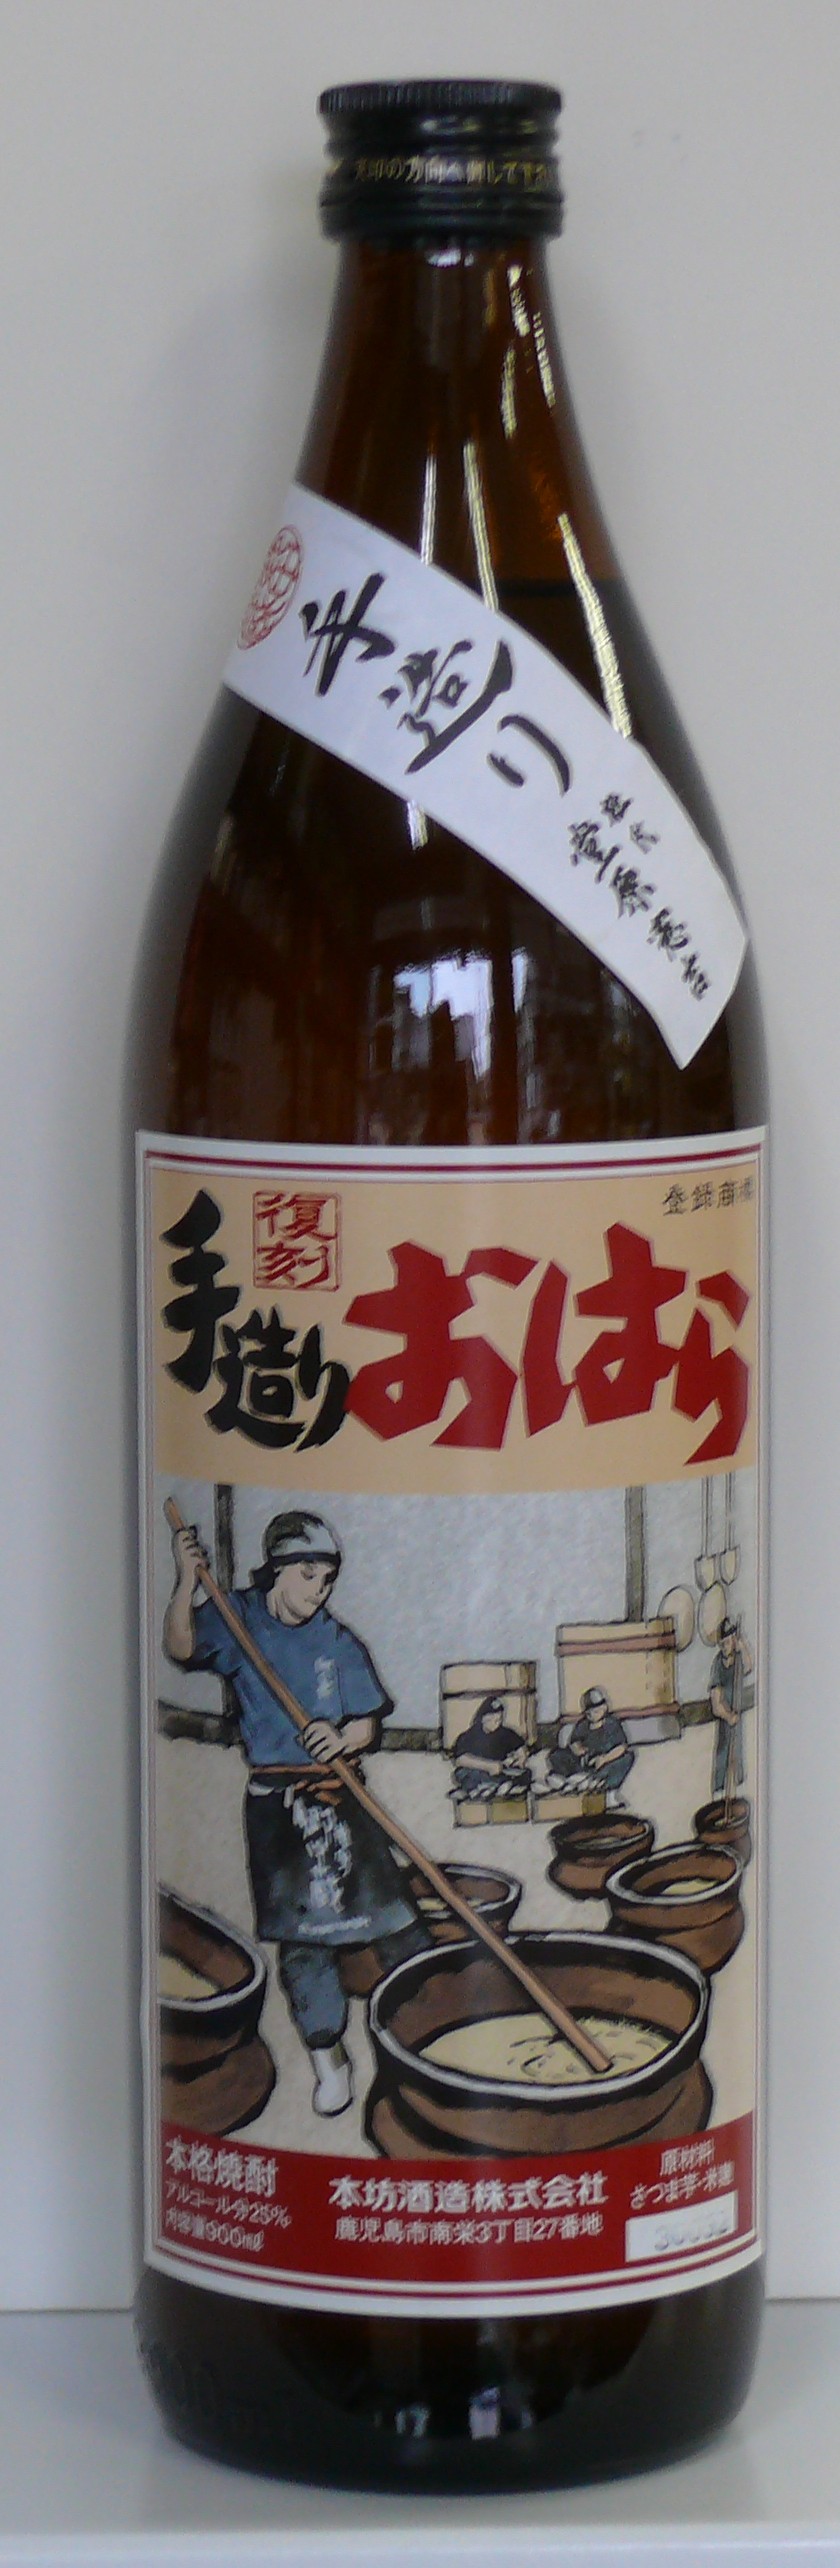 手造り
登録商標
復刻
手造りおはら
本格焼酎
アルコール分25%
内容量900ml
本坊酒造株式会社
鹿児島市南栄3丁目27番地
原材料
さつま芋・米麹